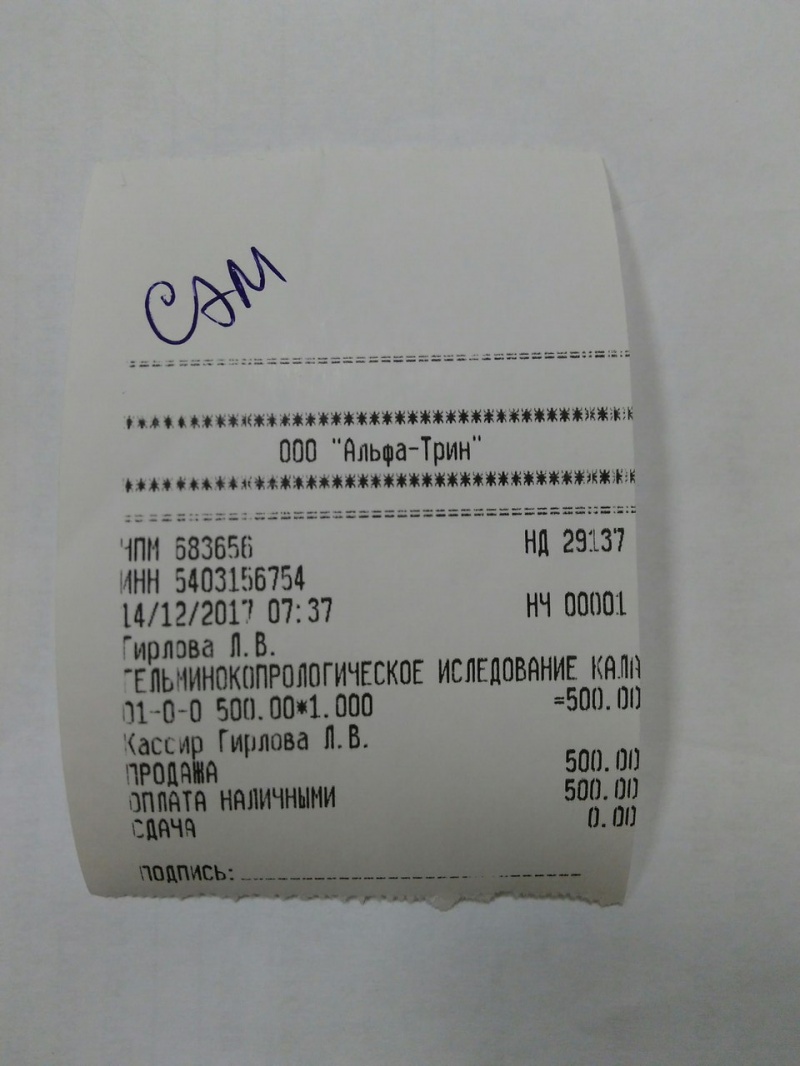 САМ
ООО "Альфа-Трин"
ЧПМ 683656 НД 29137
ИНН 5403156754
14/12/2017 07:37 НЧ 00001
Гирлова Л.В.
ГЕЛЬМИНОКОПРОЛОГИЧЕСКОЕ ИСЛЕДОВАНИЕ КАЛА
01-0-0 500.00*1.000 =500.00
Кассир Гирлова Л.В.
ПРОДАЖА 500.00
ОПЛАТА НАЛИЧНЫМИ 500.00
СДАЧА 0.00
ПОДПИСЬ: